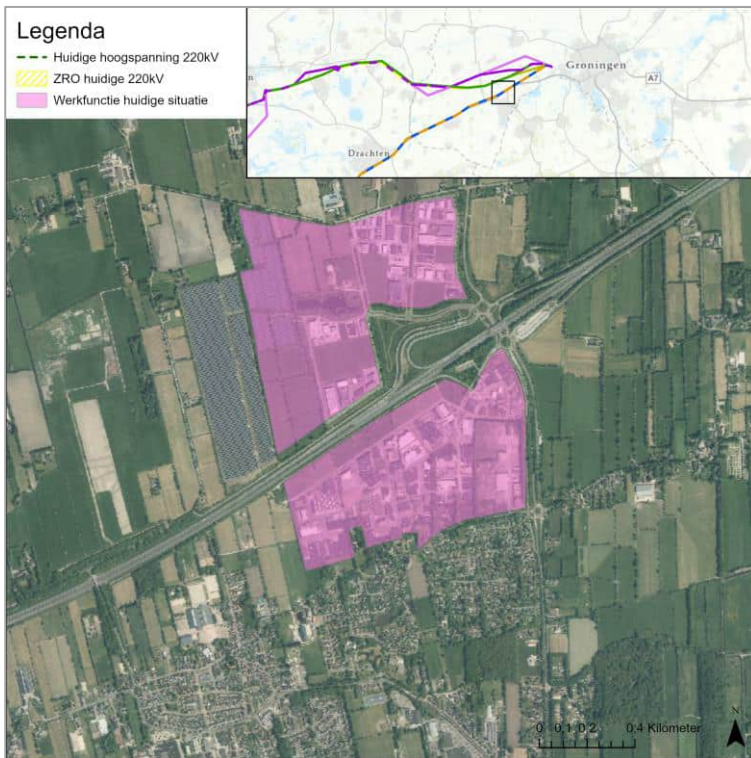 Legenda
Huidige hoogspanning 220kV
ZRO huidige 220kV
Werkfunctie huidige situatie
Groningen
A7
Drachten
N
0 0,1 0,2 0,4 Kilometer